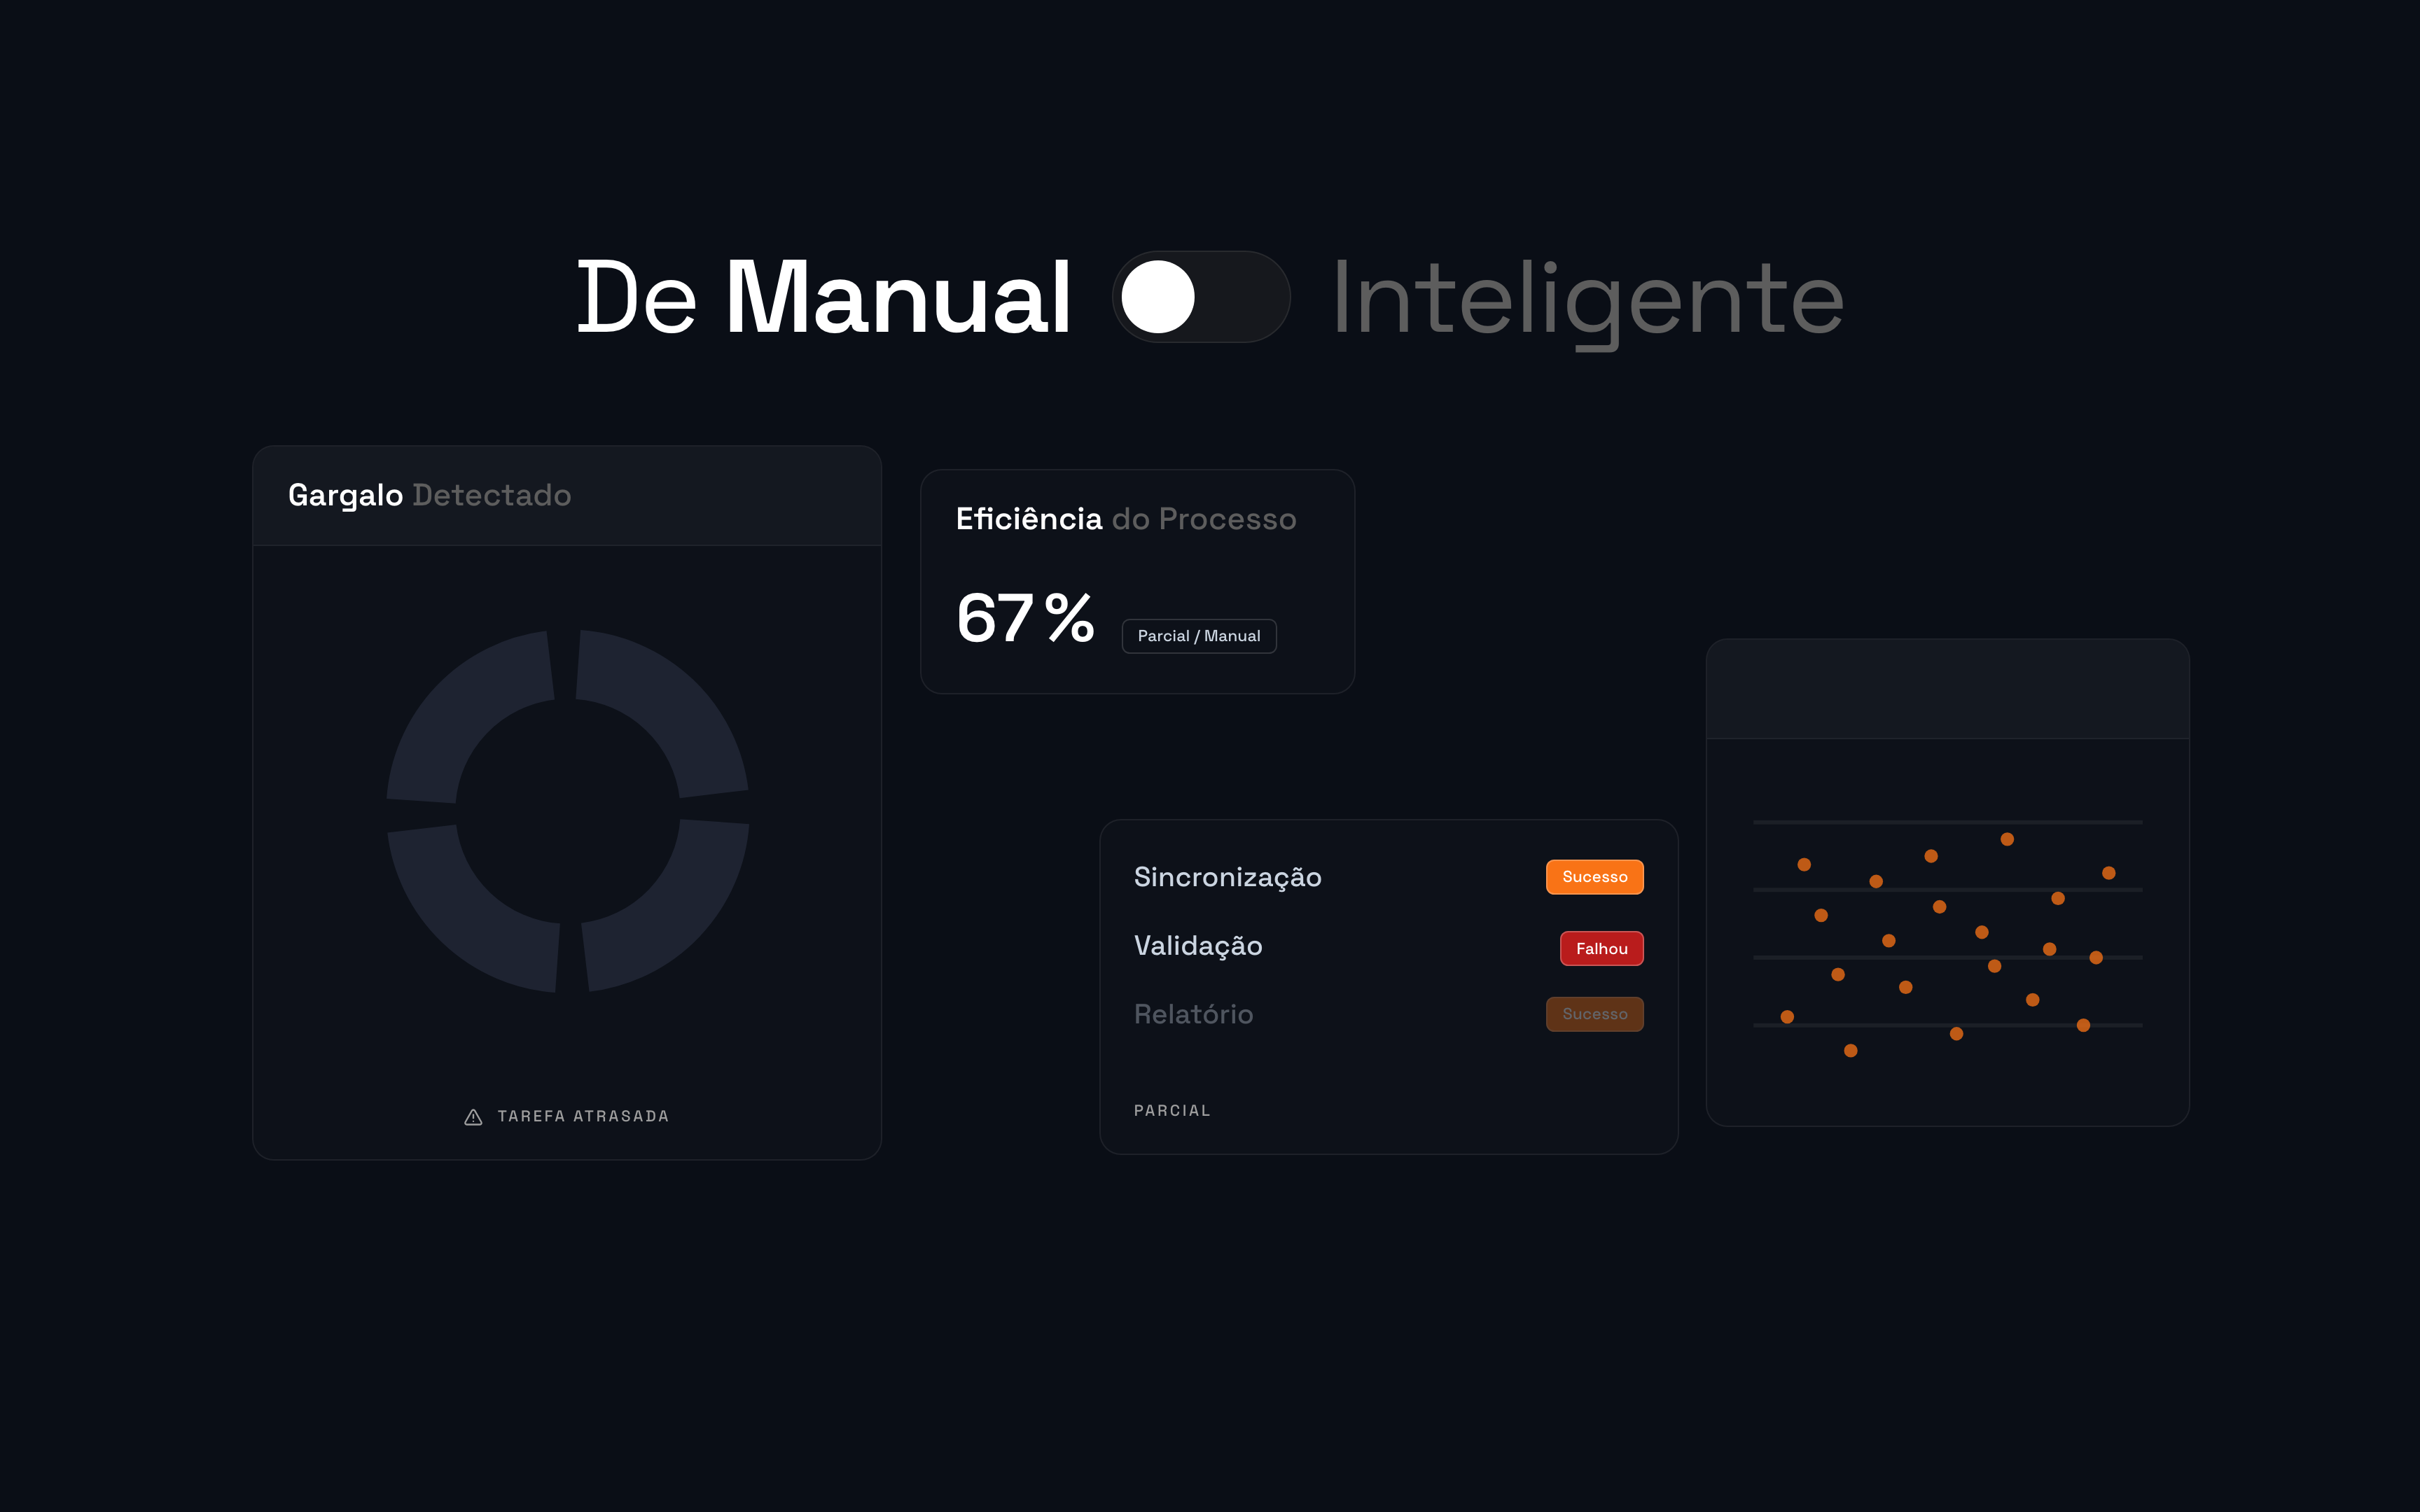 De Manual Inteligente
Gargalo Detectado
TAREFA ATRASADA
Eficiência do Processo
67% Parcial / Manual
Sincronização Sucesso
Validação Falhou
Relatório Sucesso
PARCIAL